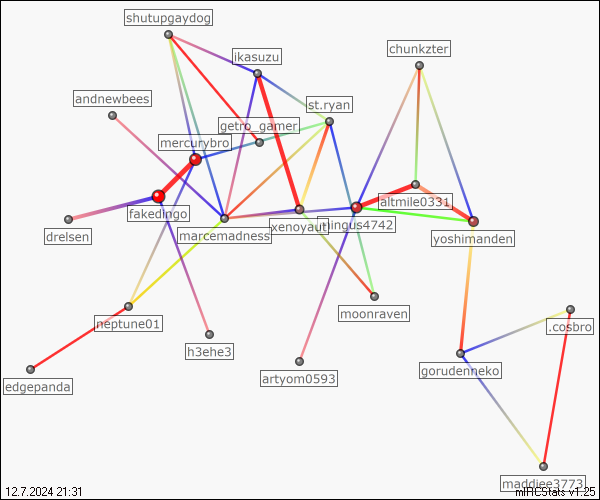 shutupgaydog
ikasuzu
chunkzter
andnewbees
st.ryan
getro_gamer
mercurybro
altmile0331
fakedingo
drelsen
marcemadness
xenoyaut
mingus4742
yoshimanden
moonraven
neptune01
.cosbro
h3ehe3
gorudenneko
artyom0593
edgepanda
maddiee3773
12.7.2024 21:31
mIRCStats v1.25